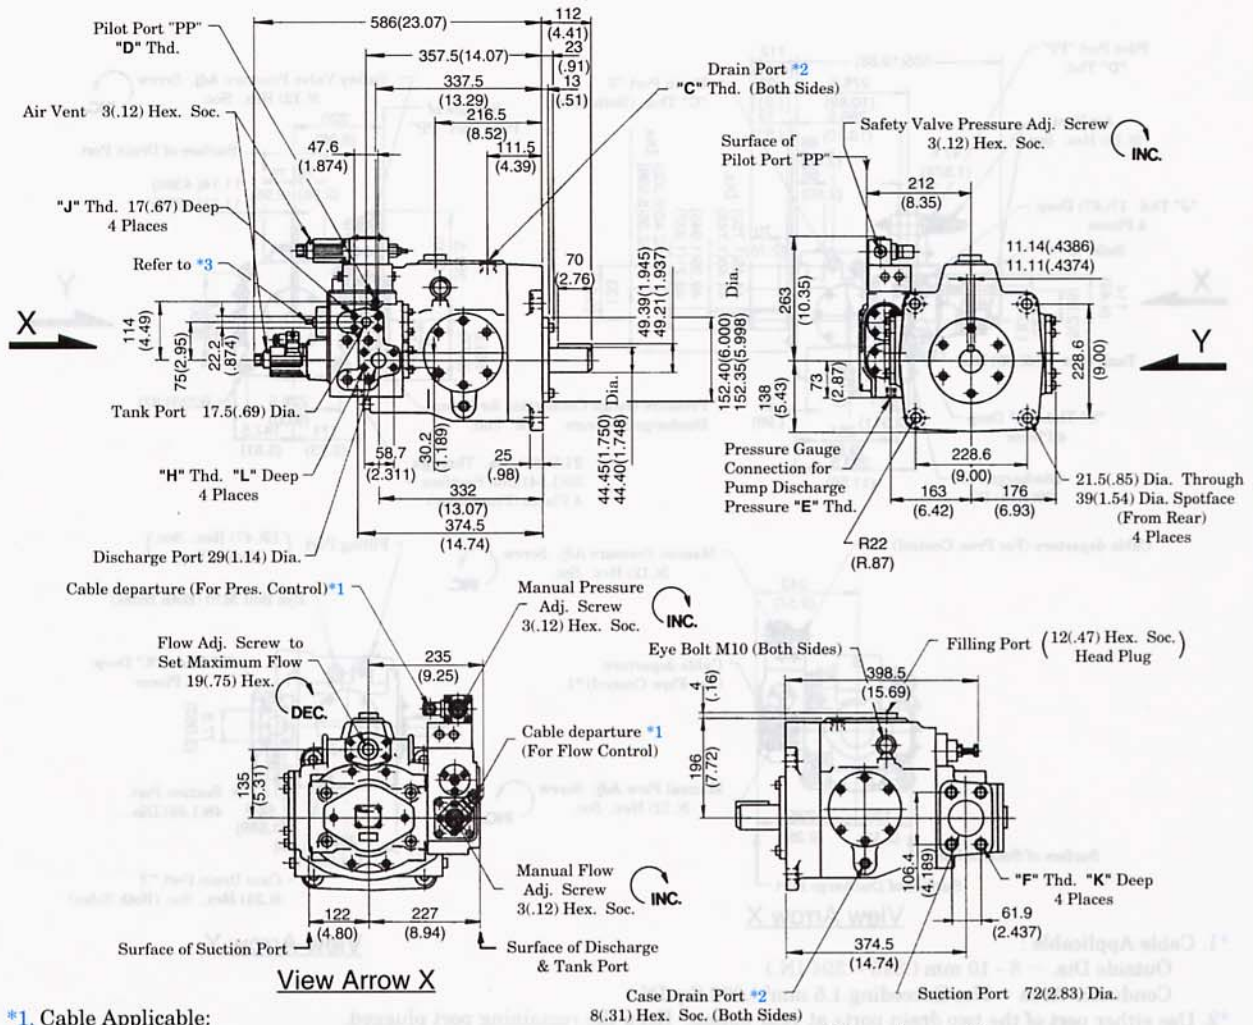 586(23.07)
112
(4.41)
Pilot Port "PP"
"D" Thd.
357.5(14.07)
23
(.91)
337.5
(13.29)
13
(.51)
Drain Port *2
"C" Thd. (Both Sides)
Air Vent 3(.12) Hex. Soc.
216.5
(8.52)
47.6
(1.874)
111.5
(4.39)
Surface of
Pilot Port "PP"
Safety Valve Pressure Adj. Screw
3(.12) Hex. Soc.
INC.
212
(8.35)
"J" Thd. 17(.67) Deep
4 Places
Refer to *3
70
(2.76)
49.39(1.945)
49.21(1.937)
152.40(6.000)
152.35(5.998)
Dia.
11.14(.4386)
11.11(.4374)
263
(10.35)
X
Y
114
(4.49)
75(2.95)
22.2
(.874)
228.6
(9.00)
73
(2.87)
138
(5.43)
Tank Port 17.5(.69) Dia.
30.2
(1.189)
44.45(1.750)
44.40(1.748)
Dia.
58.7
(2.311)
25
(.98)
"H" Thd. "L" Deep
4 Places
332
(13.07)
374.5
(14.74)
Pressure Gauge
Connection for
Pump Discharge
Pressure "E" Thd.
228.6
(9.00)
163
(6.42)
176
(6.93)
21.5(.85) Dia. Through
39(1.54) Dia. Spotface
(From Rear)
4 Places
R22
(R.87)
Discharge Port 29(1.14) Dia.
Cable departure (For Pres. Control)*1
Manual Pressure
Adj. Screw
3(.12) Hex. Soc.
INC.
Flow Adj. Screw to
Set Maximum Flow
19(.75) Hex.
DEC.
235
(9.25)
Cable departure *1
(For Flow Control)
135
(5.31)
Manual Flow
Adj. Screw
3(.12) Hex. Soc.
INC.
122
(4.80)
227
(8.94)
Surface of Suction Port
Surface of Discharge
& Tank Port
View Arrow X
Eye Bolt M10 (Both Sides)
Filling Port (12(.47) Hex. Soc.
Head Plug)
398.5
(15.69)
4
(.16)
196
(7.72)
106.4
(4.189)
"F" Thd. "K" Deep
4 Places
61.9
(2.437)
374.5
(14.74)
Case Drain Port *2
8(.31) Hex. Soc. (Both Sides)
Suction Port 72(2.83) Dia.
*1. Cable Applicable: